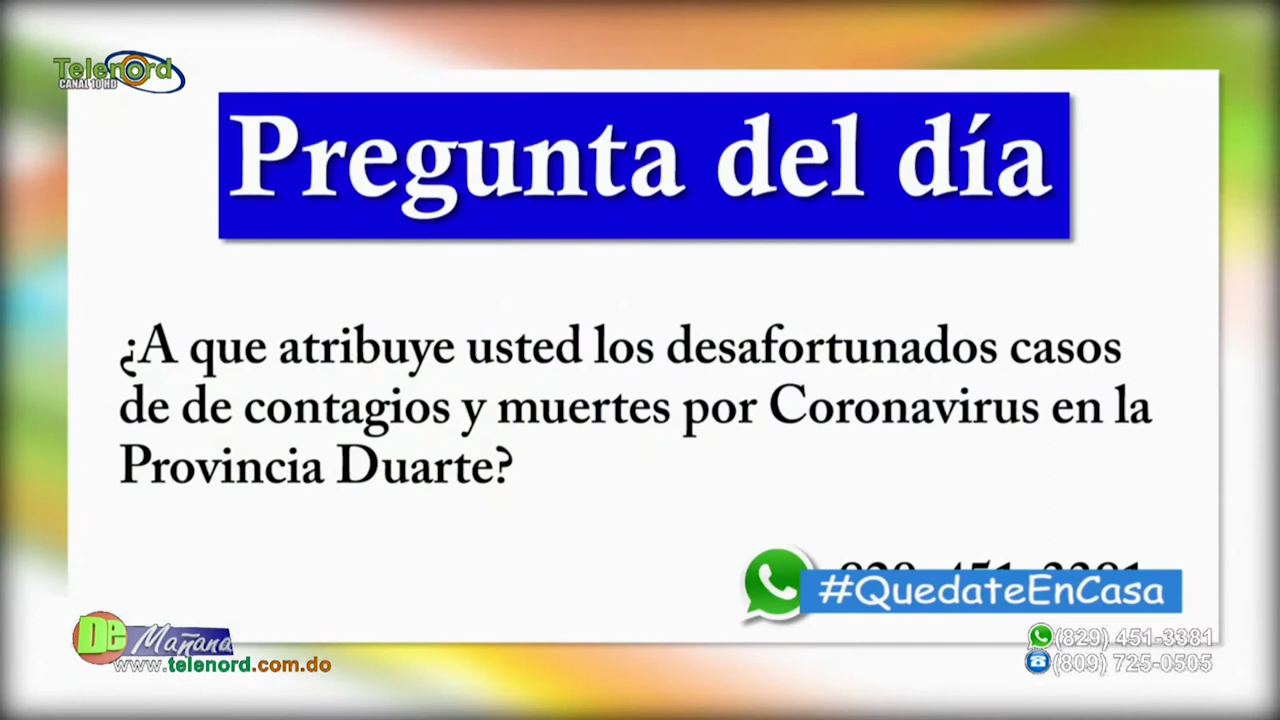 Telenord
CANAL 10 HD
Pregunta del día
¿A que atribuye usted los desafortunados casos
de de contagios y muertes por Coronavirus en la
Provincia Duarte?
#QuedateEnCasa
De Mañana
www.telenord.com.do
(829) 451-3381
(809) 725-0505